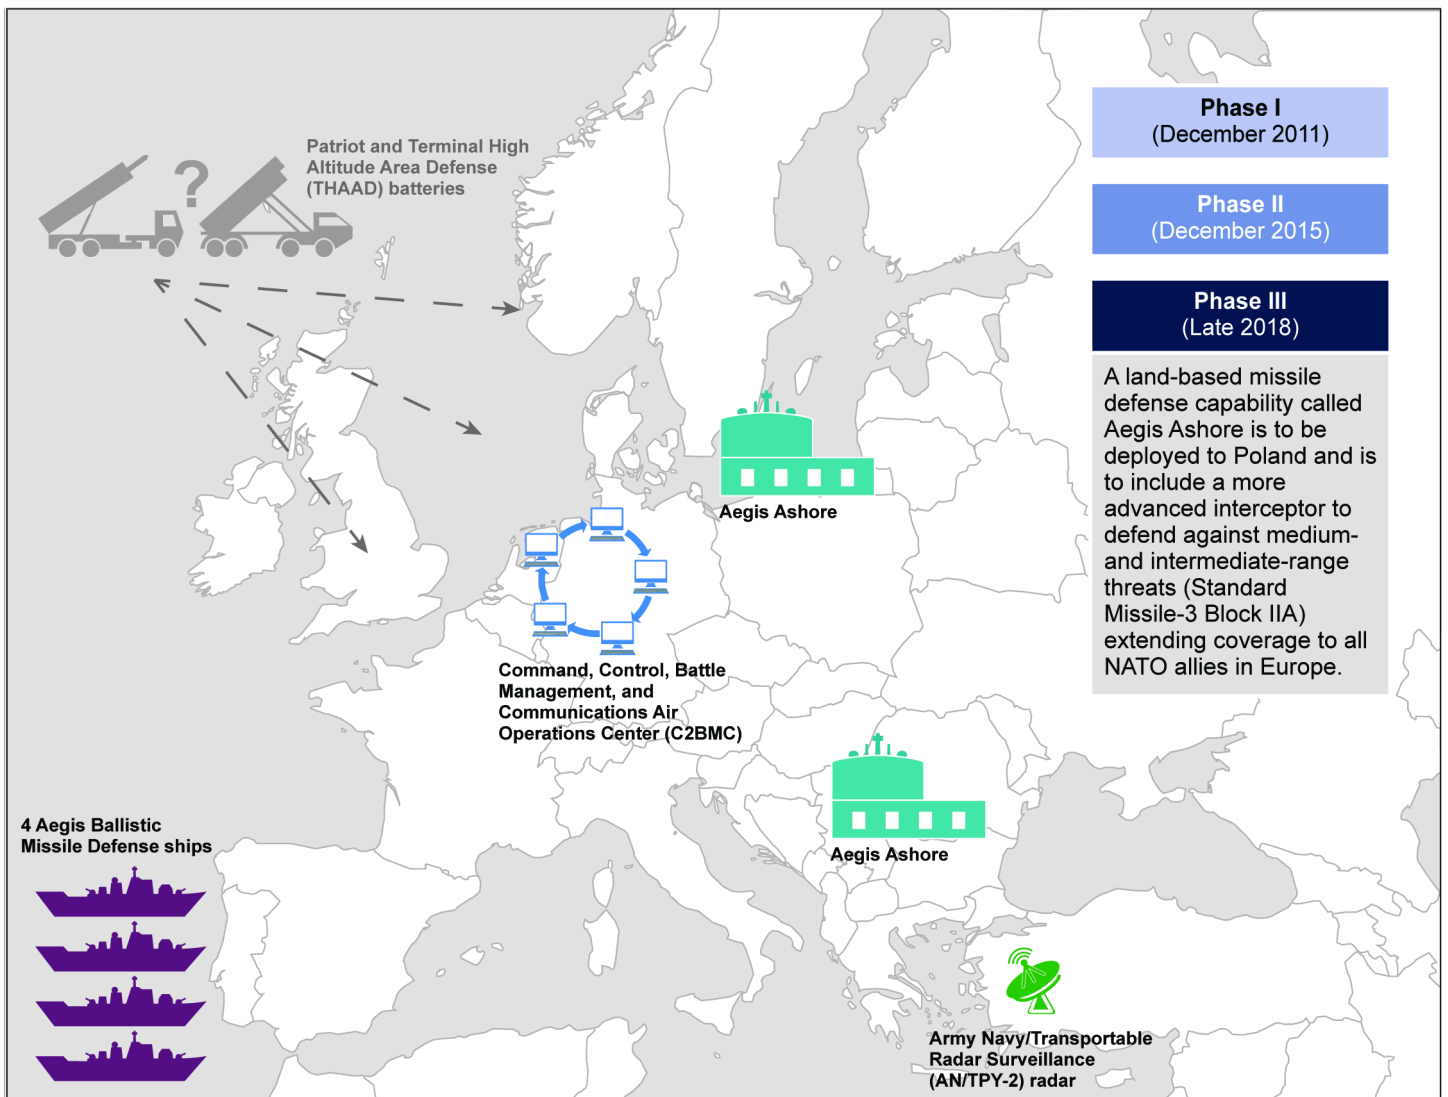 Patriot and Terminal High
Altitude Area Defense
(THAAD) batteries
?
Phase I
(December 2011)
Phase II
(December 2015)
Phase III
(Late 2018)
A land-based missile
defense capability called
Aegis Ashore is to be
deployed to Poland and is
to include a more
advanced interceptor to
defend against medium-
and intermediate-range
threats (Standard
Missile-3 Block IIA)
extending coverage to all
NATO allies in Europe.
Aegis Ashore
Command, Control, Battle
Management, and
Communications Air
Operations Center (C2BMC)
4 Aegis Ballistic
Missile Defense ships
Aegis Ashore
Army Navy/Transportable
Radar Surveillance
(AN/TPY-2) radar